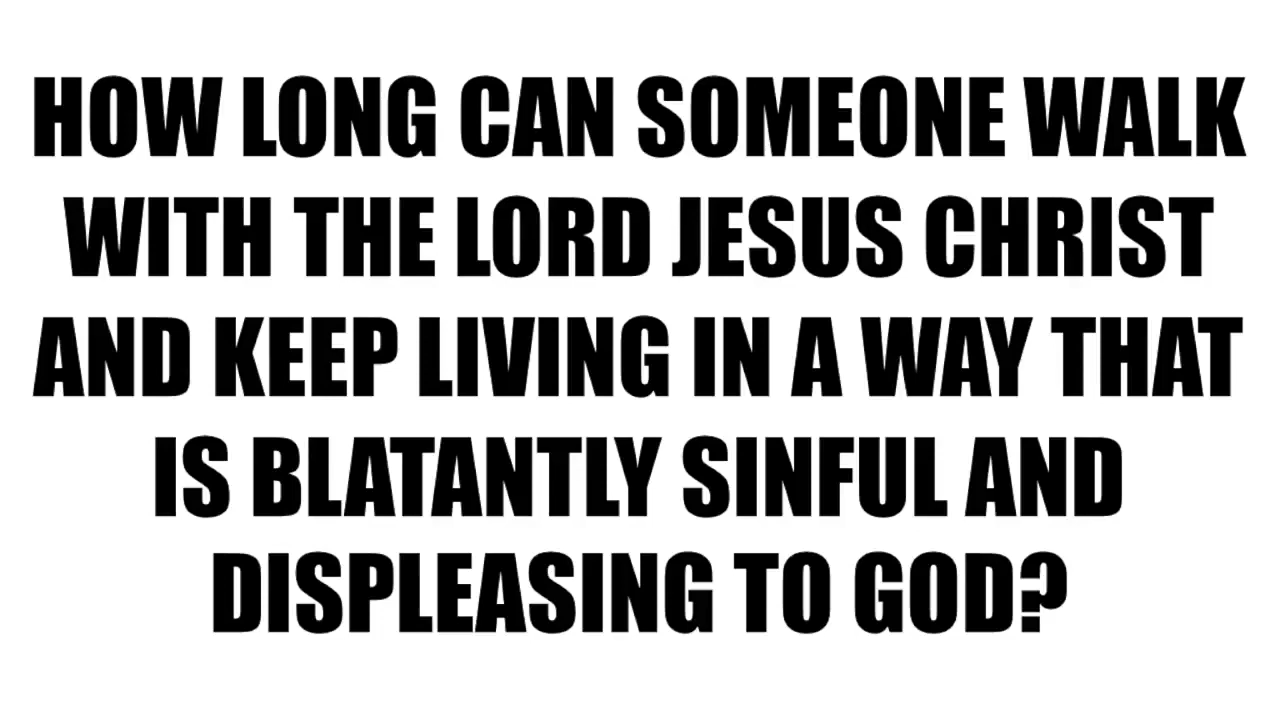 HOW LONG CAN SOMEONE WALK
WITH THE LORD JESUS CHRIST
AND KEEP LIVING IN A WAY THAT
IS BLATANTLY SINFUL AND
DISPLEASING TO GOD?